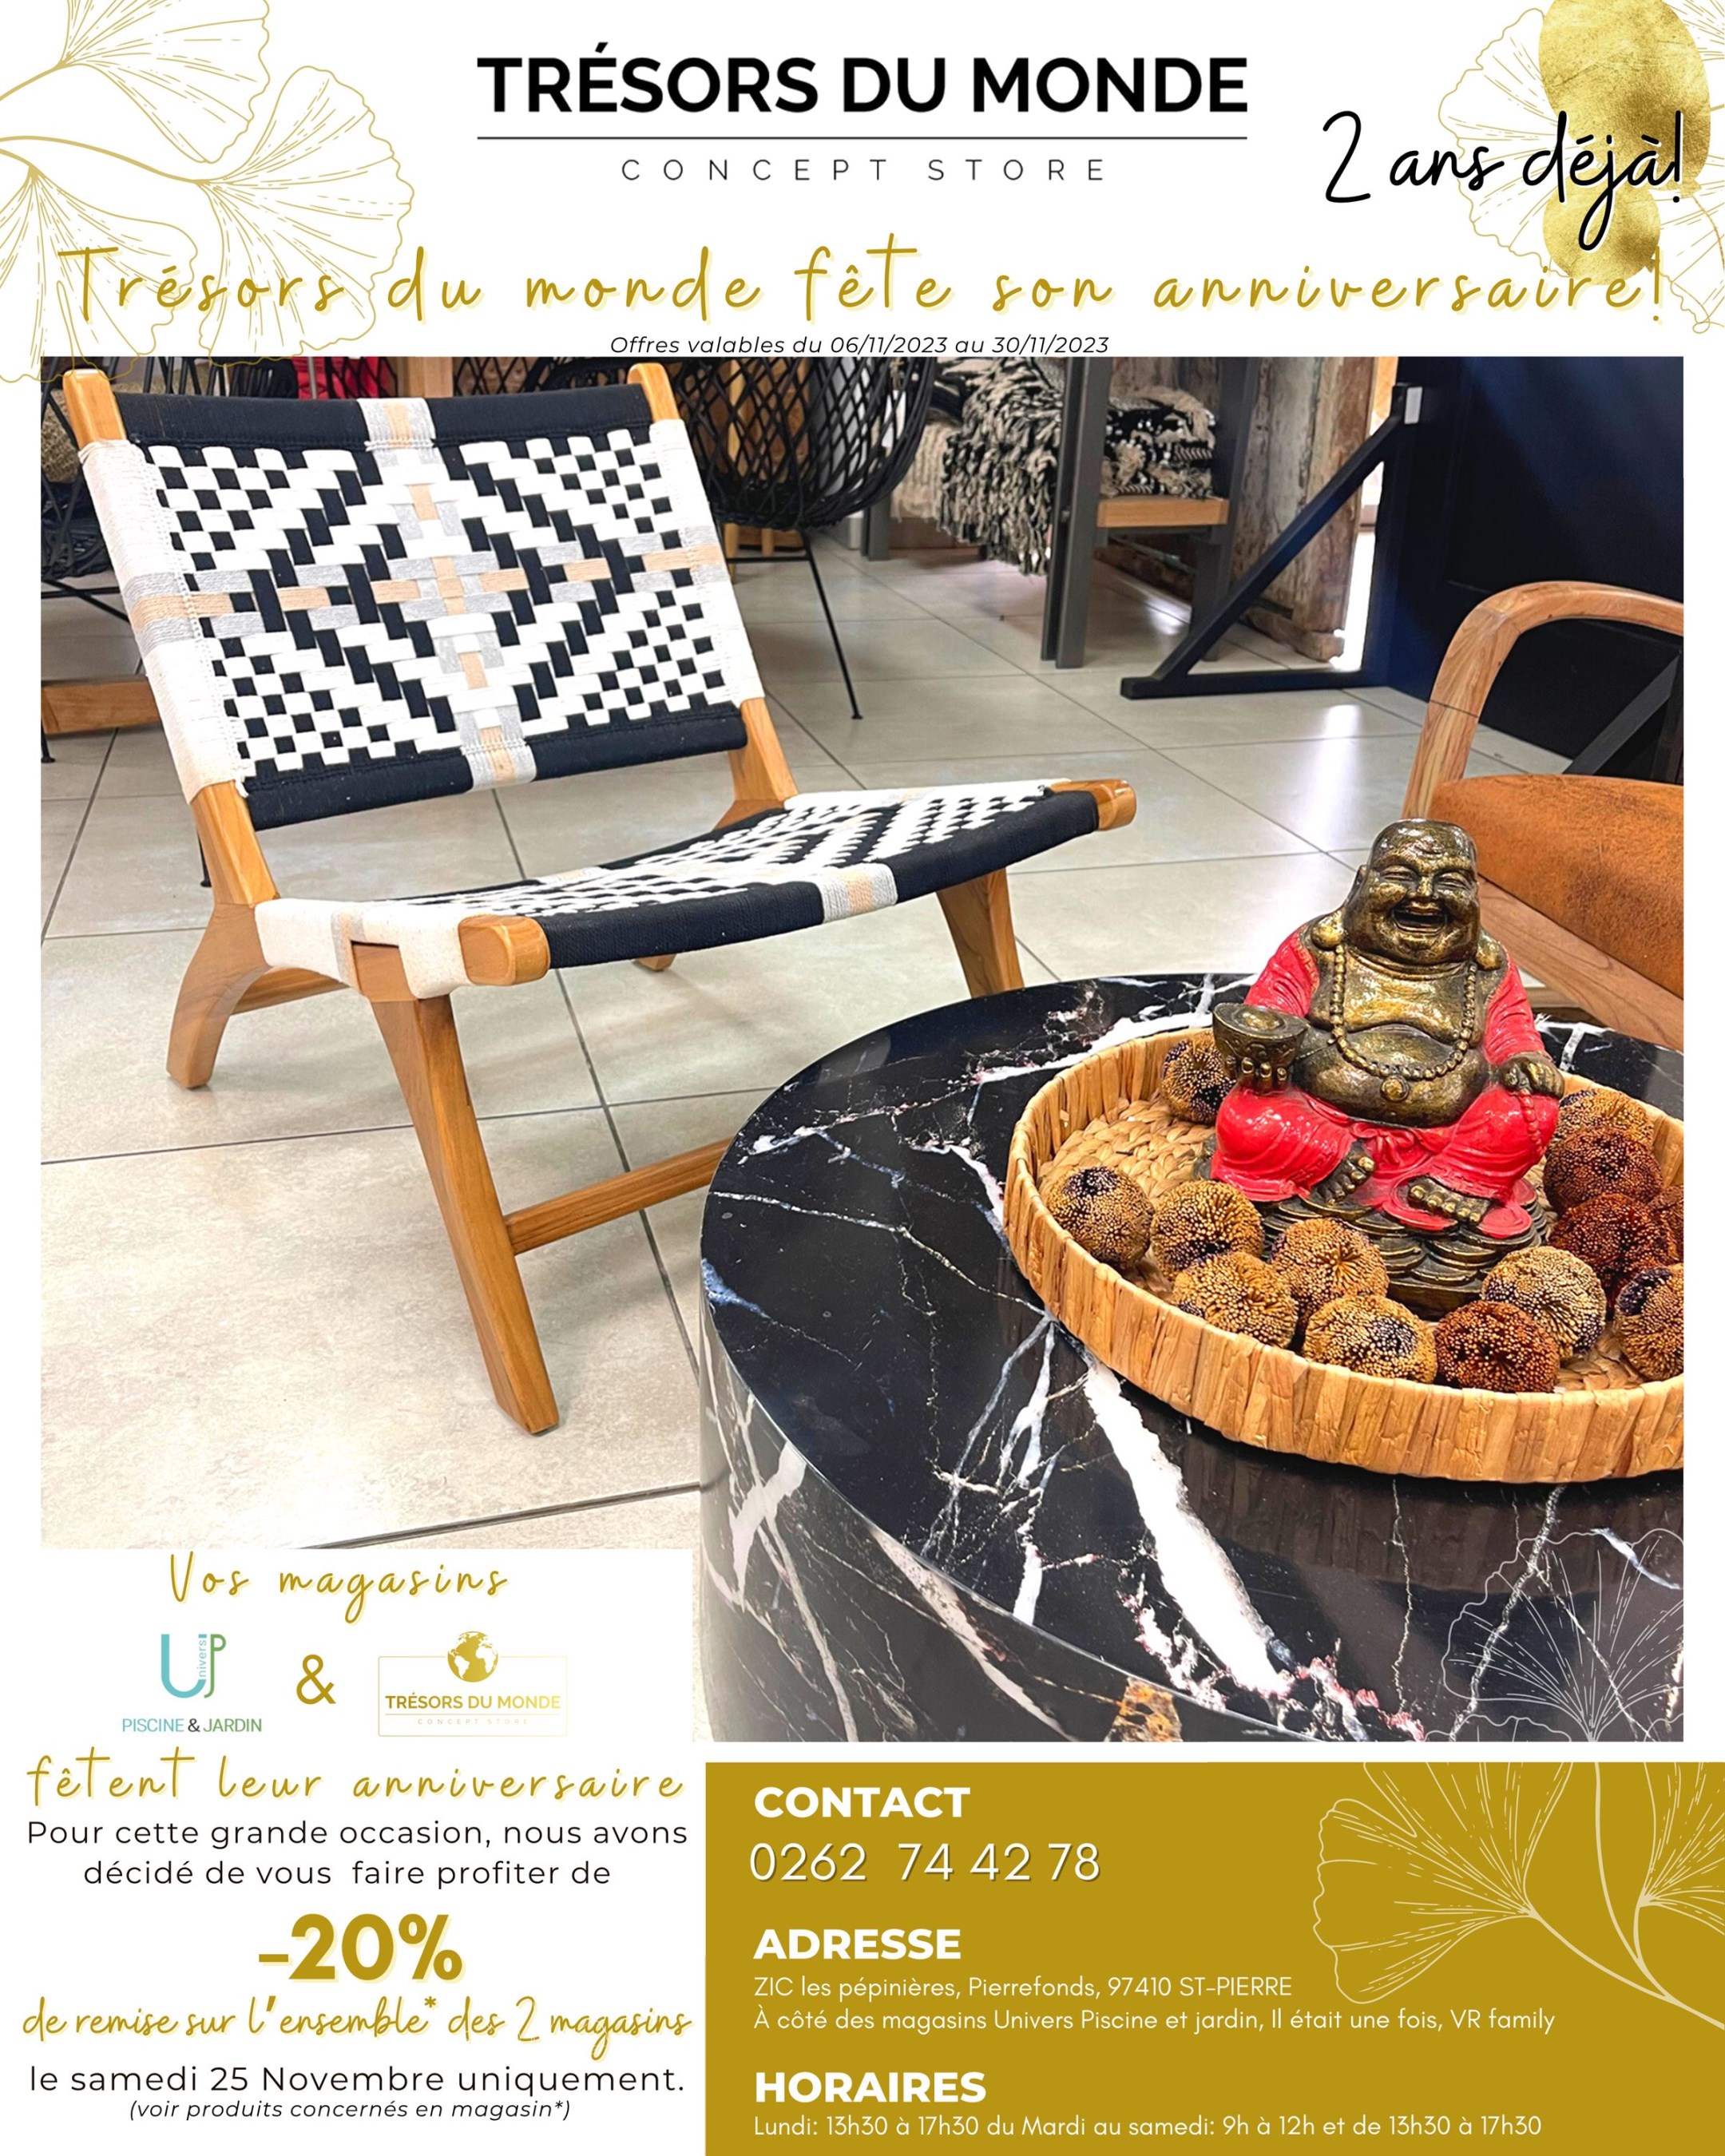 TRÉSORS DU MONDE
CONCEPT STORE
2 ans déjà!
Trésors du monde fête son anniversaire!
Offres valables du 06/11/2023 au 30/11/2023
Vos magasins
Univers
PISCINE & JARDIN
&
TRÉSORS DU MONDE
CONCEPT STORE
fêtent leur anniversaire
Pour cette grande occasion, nous avons
décidé de vous faire profiter de
-20%
de remise sur l'ensemble* des 2 magasins
le samedi 25 Novembre uniquement.
(voir produits concernés en magasin*)
CONTACT
0262 74 42 78
ADRESSE
ZIC les pépinières, Pierrefonds, 97410 ST-PIERRE
À côté des magasins Univers Piscine et jardin, Il était une fois, VR family
HORAIRES
Lundi: 13h30 à 17h30 du Mardi au samedi: 9h à 12h et de 13h30 à 17h30